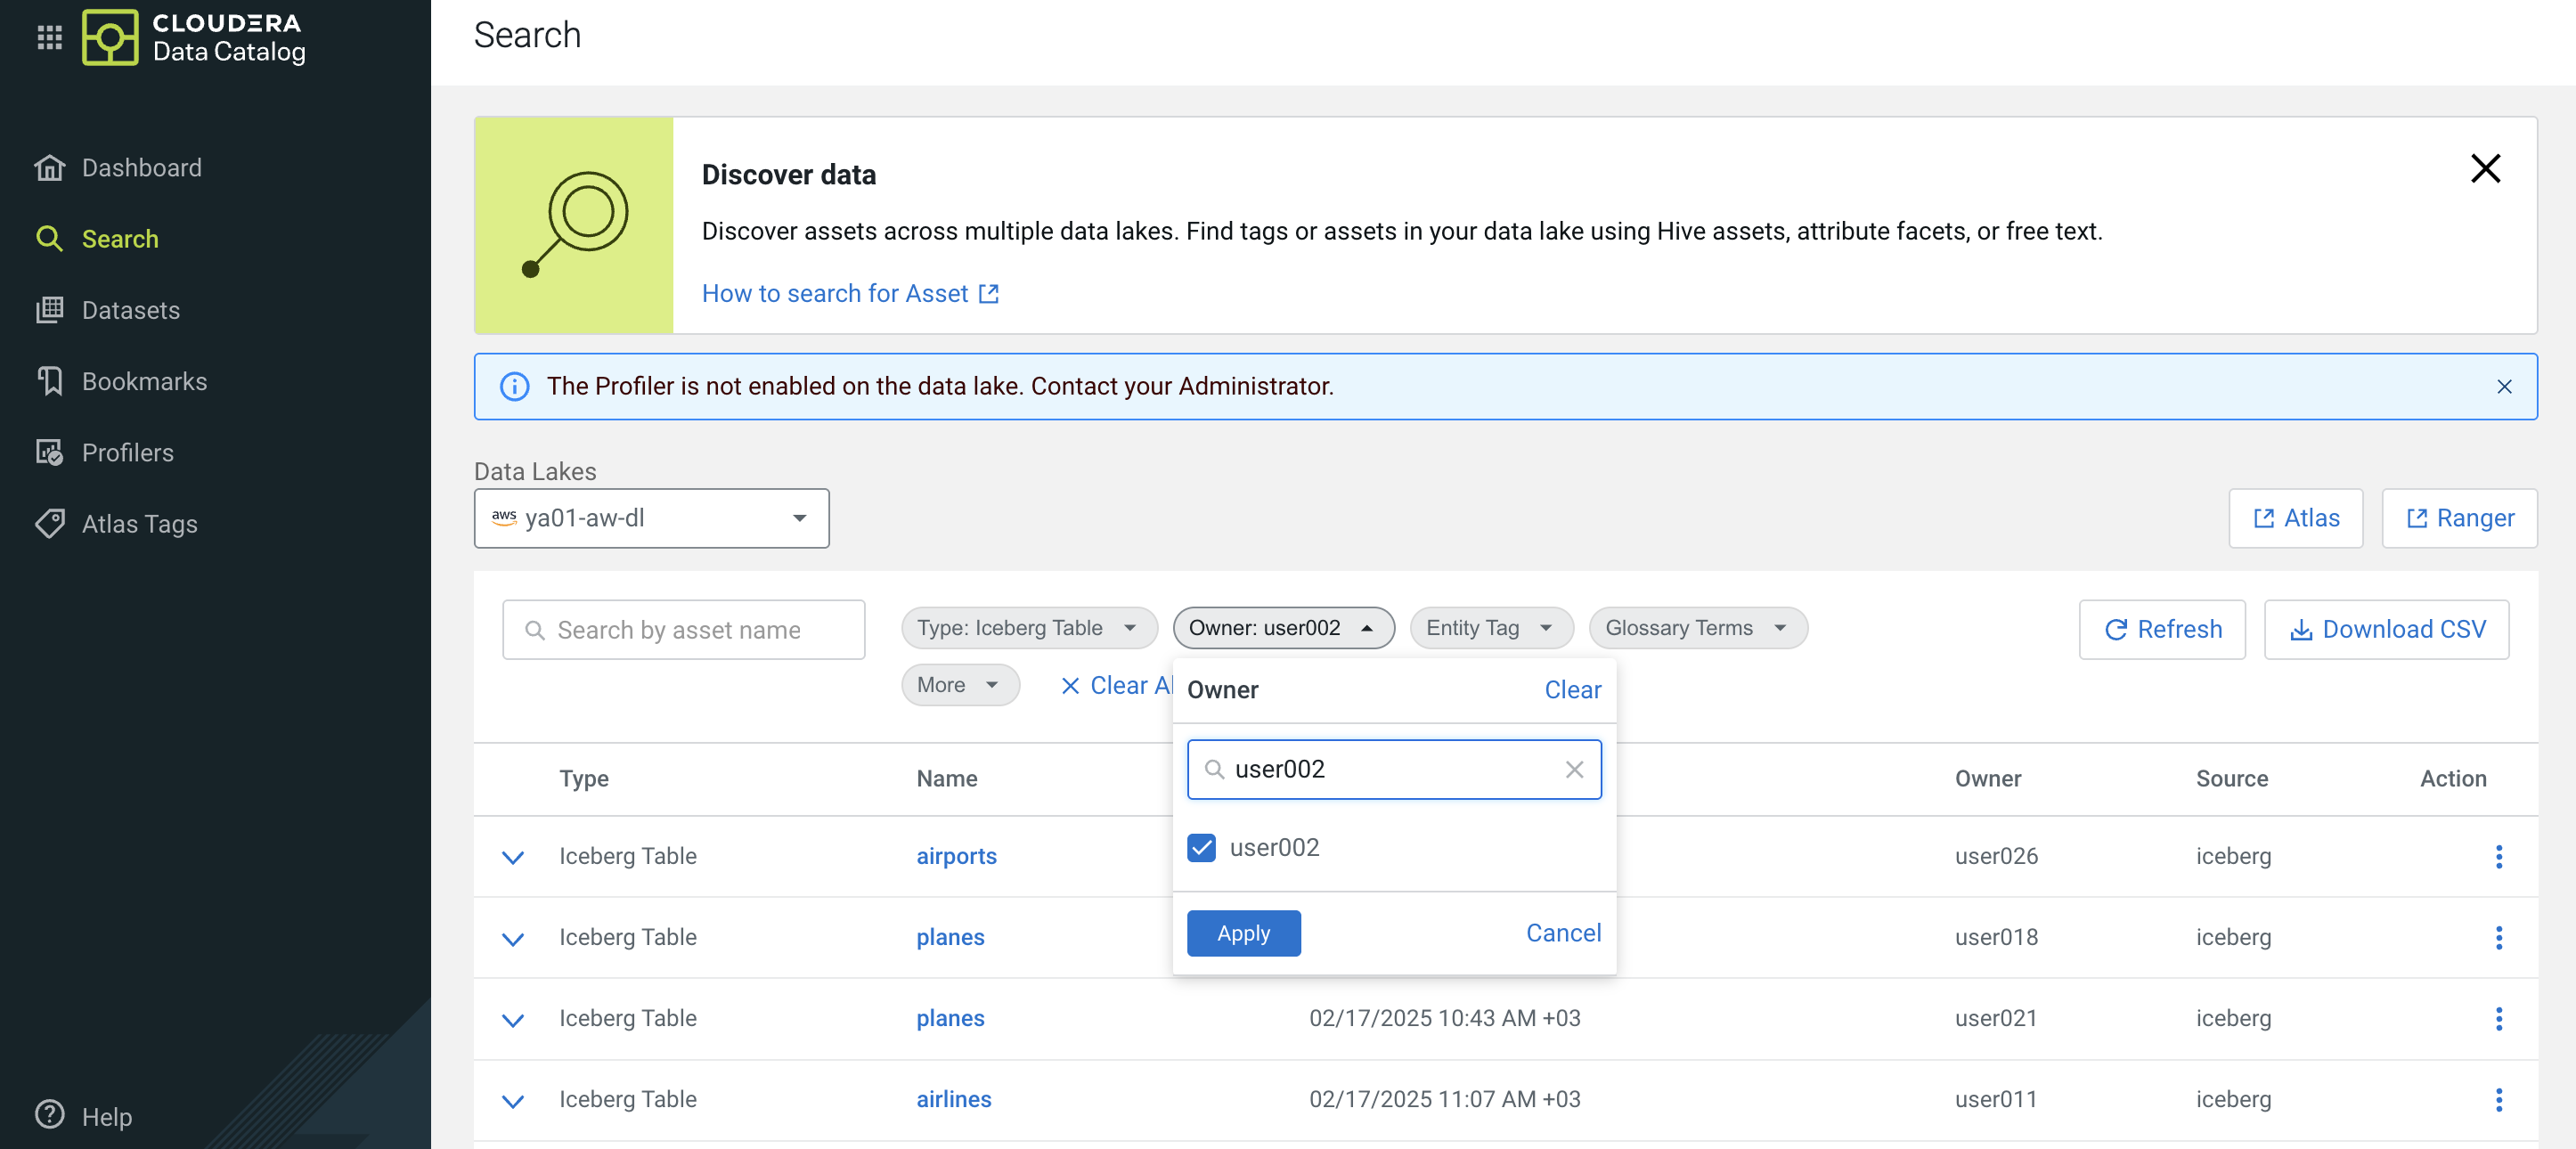 CLOUDERA
Data Catalog
Dashboard
Search
Datasets
Bookmarks
Profilers
Atlas Tags
Help
Search
Discover data
Discover assets across multiple data lakes. Find tags or assets in your data lake using Hive assets, attribute facets, or free text.
How to search for Asset
The Profiler is not enabled on the data lake. Contact your Administrator.
Data Lakes
aws ya01-aw-dl
Atlas
Ranger
Search by asset name
Type: Iceberg Table
Owner: user002
Entity Tag
Glossary Terms
Refresh
Download CSV
More
Clear
Owner
Clear
user002
user002
Apply
Cancel
Type Name Owner Source Action
Iceberg Table airports user026 iceberg
Iceberg Table planes user018 iceberg
Iceberg Table planes 02/17/2025 10:43 AM +03 user021 iceberg
Iceberg Table airlines 02/17/2025 11:07 AM +03 user011 iceberg